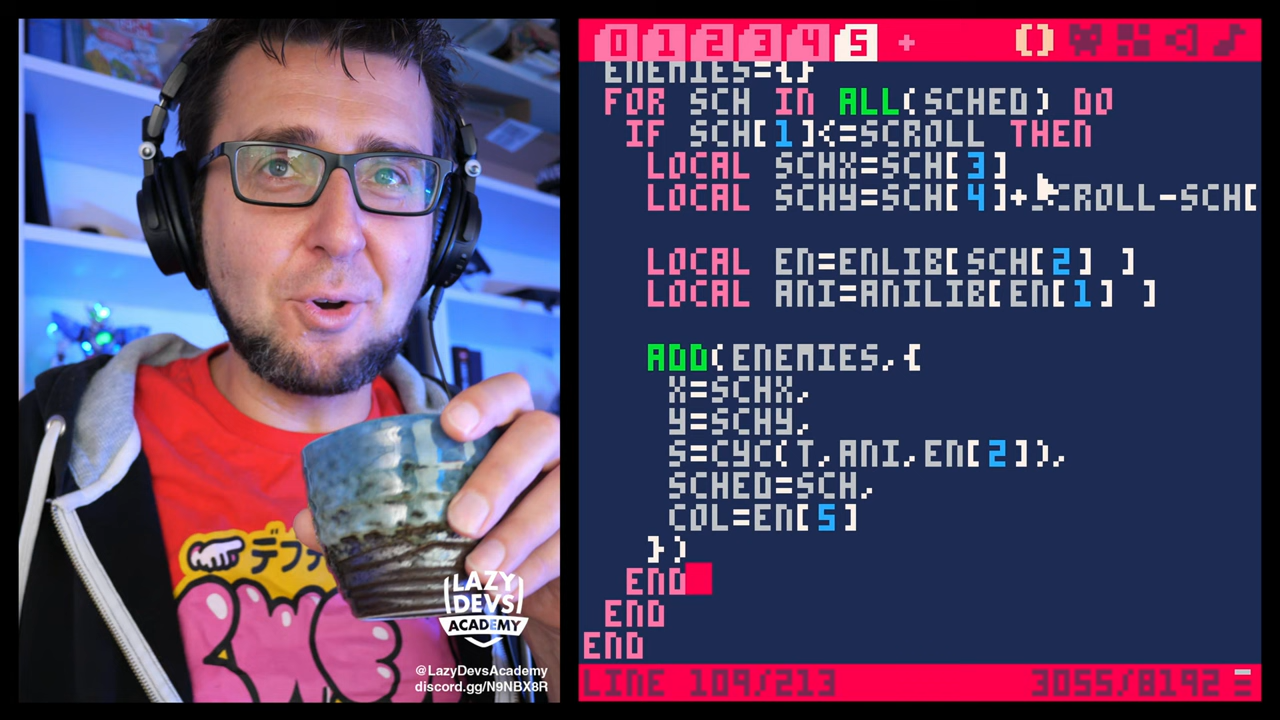 0 1 2 3 4 5 + ()
ENEMIES={}
FOR SCH IN ALL(SCHED) DO
IF SCH[1]<=SCROLL THEN
LOCAL SCHX=SCH[3]
LOCAL SCHY=SCH[4]+SCROLL-SCH[
LOCAL EN=ENLIB[SCH[2] ]
LOCAL ANI=ANILIB[EN[1] ]
ADD(ENEMIES,{
X=SCHX,
Y=SCHY,
S=CYC(T,ANI,EN[2]),
SCHED=SCH,
COL=EN[5]
})
END
END
END
LINE 109/213
3055/8192
デファ
LAZY
DEVS
ACADEMY
@LazyDevsAcademy
discord.gg/N9NBX8R